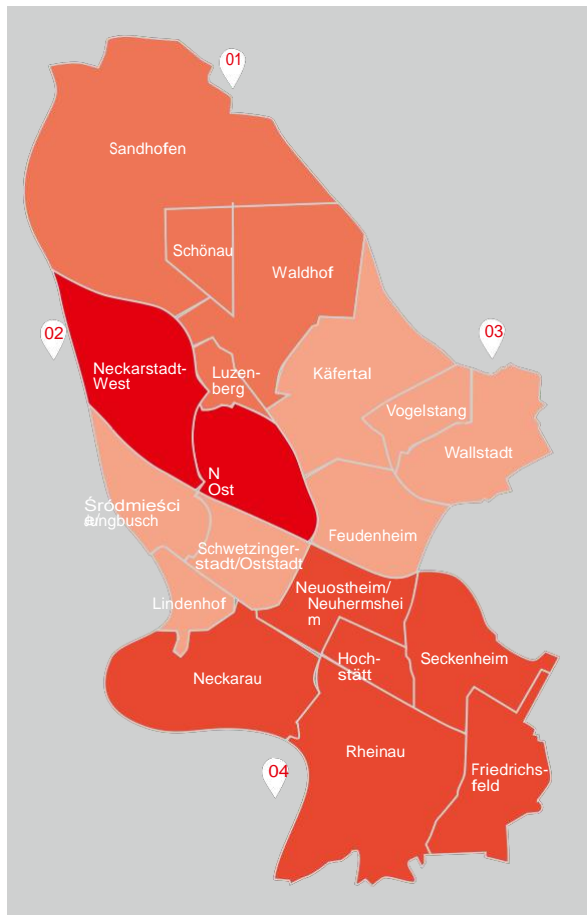 01
Sandhofen
Schönau
Waldhof
02
03
Neckarstadt-
West
Luzen-
berg
Käfertal
Vogelstang
Wallstadt
N
Ost
Śródmieści
Jungbusch
Feudenheim
Schwetzinger-
stadt/Oststadt
Neuostheim/
Neuhermshei
m
Lindenhof
Hoch-
stätt
Seckenheim
Neckarau
Rheinau
04
Friedrichs-
feld